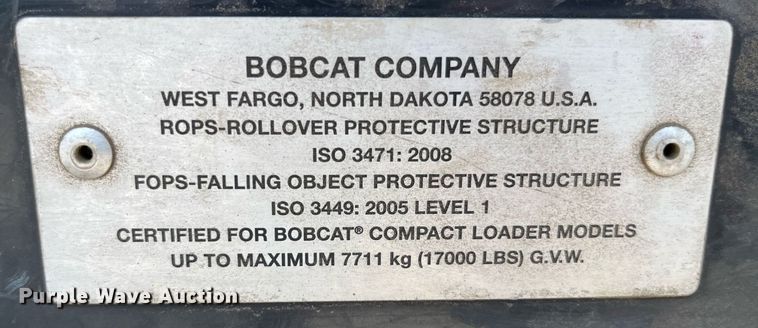 BOBCAT COMPANY
WEST FARGO, NORTH DAKOTA 58078 U.S.A.
ROPS-ROLLOVER PROTECTIVE STRUCTURE
ISO 3471: 2008
FOPS-FALLING OBJECT PROTECTIVE STRUCTURE
ISO 3449: 2005 LEVEL 1
CERTIFIED FOR BOBCAT® COMPACT LOADER MODELS
UP TO MAXIMUM 7711 kg (17000 LBS) G.V.W.
Purple Wave Auction